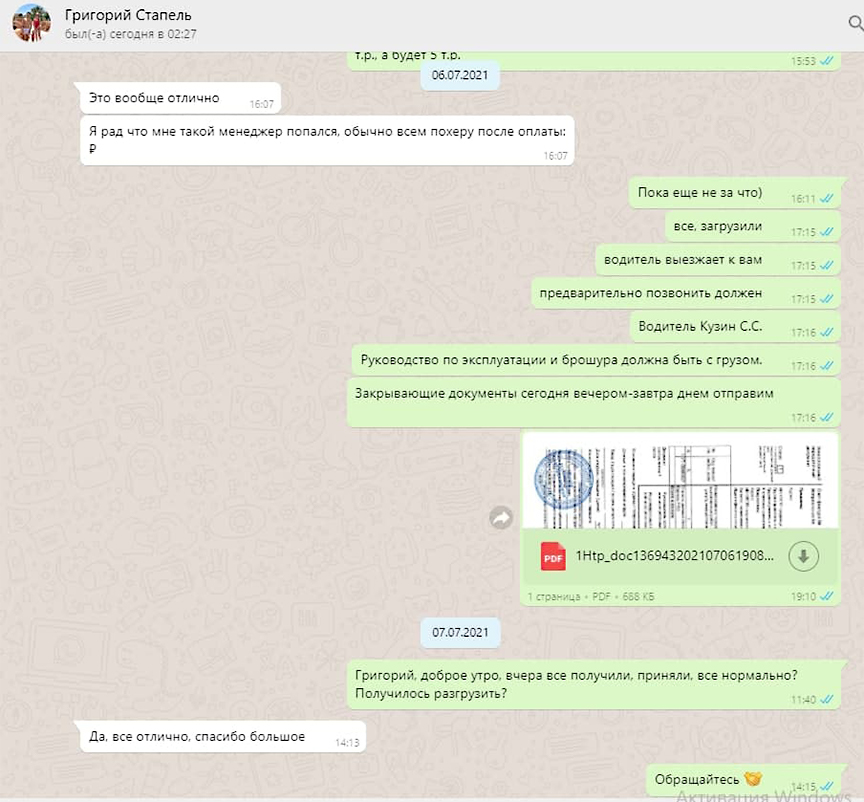 Григорий Стапель
был(-а) сегодня в 02:27
т.р., а будет 5 т.р.
15:53
06.07.2021
Это вообще отлично
16:07
Я рад что мне такой менеджер попался, обычно всем похеру после оплаты:
₽
16:07
Пока еще не за что)
16:11
все, загрузили
17:15
водитель выезжает к вам
17:15
предварительно позвонить должен
17:15
Водитель Кузин С.С.
17:16
Руководство по эксплуатации и брошура должна быть с грузом.
17:16
Закрывающие документы сегодня вечером-завтра днем отправим
17:16
PDF
1Htp_doc136943202107061908...
1 страница • PDF • 688 КБ
19:10
07.07.2021
Григорий, доброе утро, вчера все получили, приняли, все нормально?
Получилось разгрузить?
11:40
Да, все отлично, спасибо большое
14:13
Обращайтесь 🤝
14:15
Активация Windows